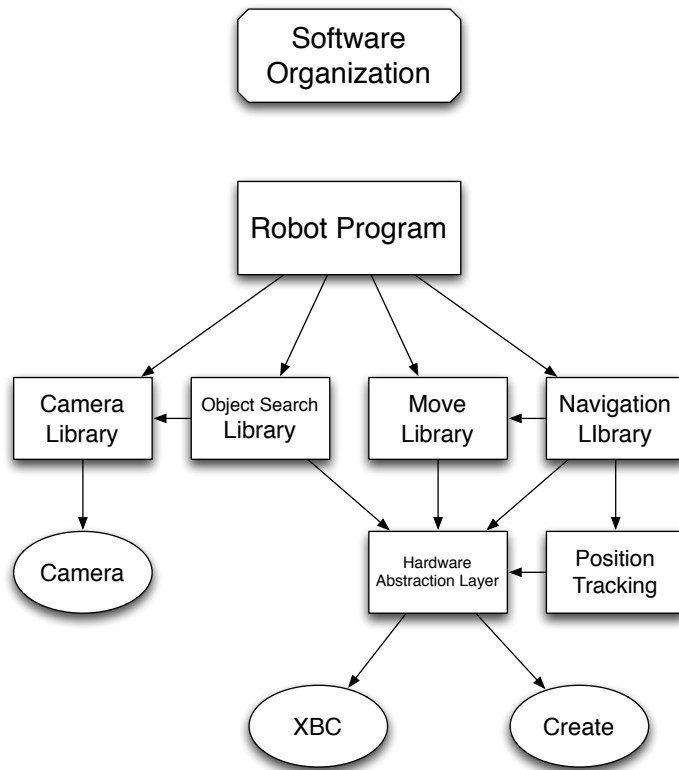 Software
Organization
Robot Program
Camera
Library
Object Search
Library
Move
Library
Navigation
LIbrary
Camera
Hardware
Abstraction Layer
Position
Tracking
XBC
Create